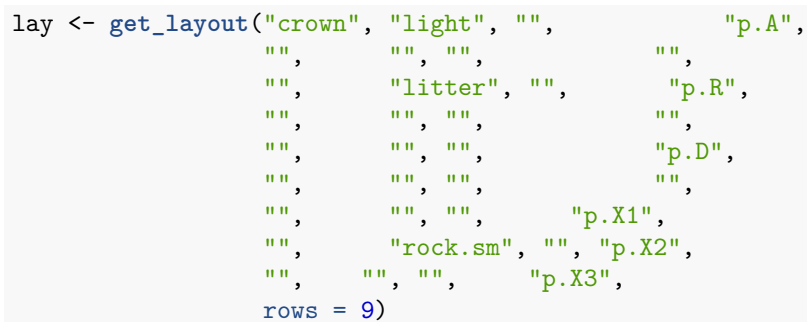 lay <- get_layout("crown", "light", "", "p.A",
"", "", "", "",
"", "litter", "", "p.R",
"", "", "", "",
"", "", "", "p.D",
"", "", "", "",
"", "", "", "p.X1",
"", "rock.sm", "", "p.X2",
"", "", "", "p.X3",
rows = 9)